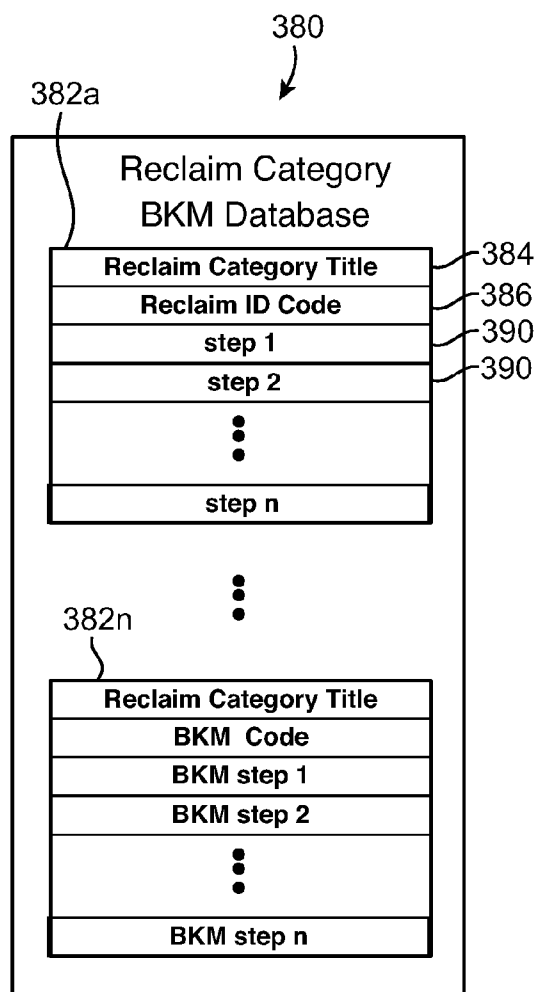 380
382a
Reclaim Category
BKM Database
Reclaim Category Title
384
Reclaim ID Code
386
step 1
390
step 2
390
step n
382n
Reclaim Category Title
BKM Code
BKM step 1
BKM step 2
BKM step n